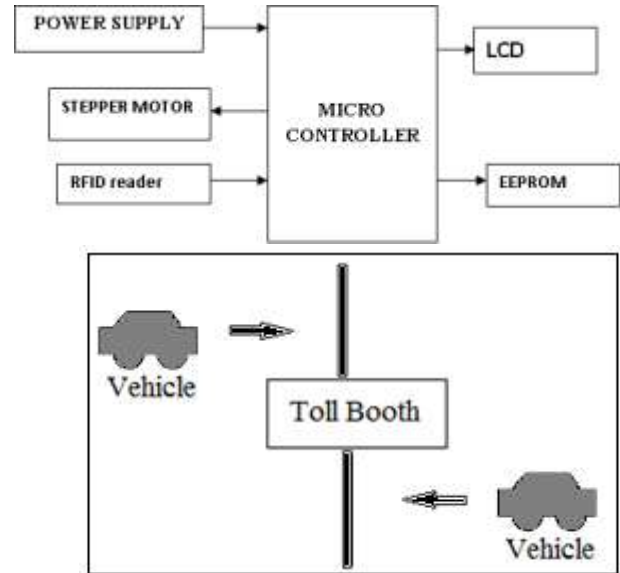 POWER SUPPLY
LCD
STEPPER MOTOR
MICRO
CONTROLLER
RFID reader
EEPROM
Vehicle
Toll Booth
Vehicle